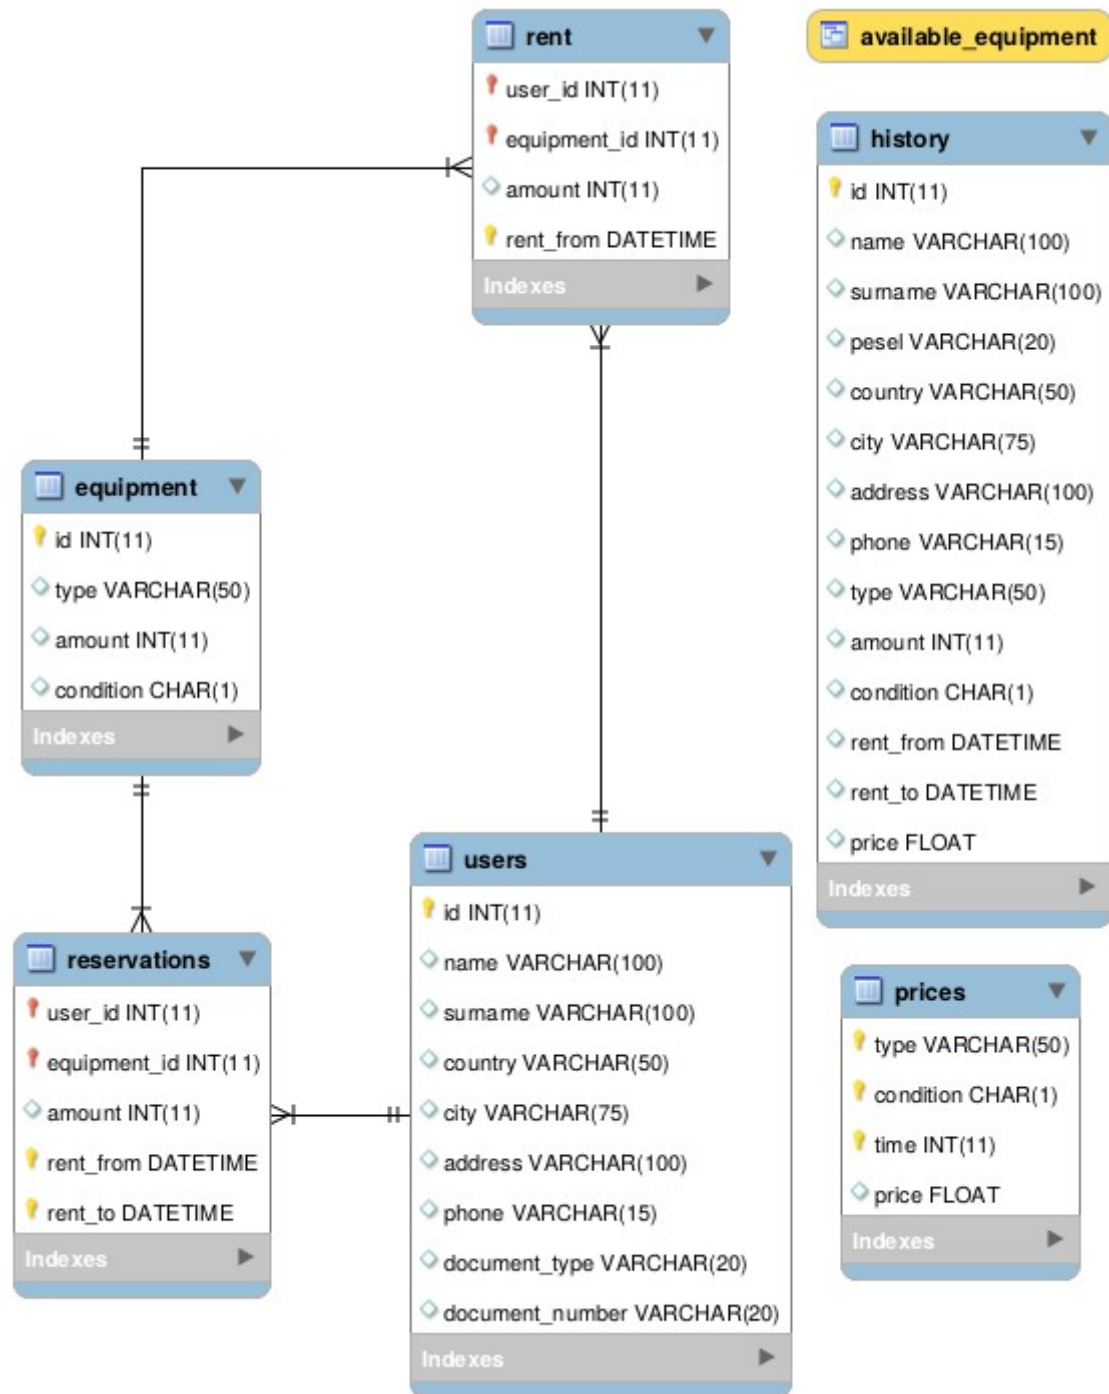 rent
user_id INT(11)
equipment_id INT(11)
amount INT(11)
rent_from DATETIME
Indexes
available_equipment
history
id INT(11)
name VARCHAR(100)
surname VARCHAR(100)
pesel VARCHAR(20)
country VARCHAR(50)
city VARCHAR(75)
address VARCHAR(100)
phone VARCHAR(15)
type VARCHAR(50)
amount INT(11)
condition CHAR(1)
rent_from DATETIME
rent_to DATETIME
price FLOAT
Indexes
equipment
id INT(11)
type VARCHAR(50)
amount INT(11)
condition CHAR(1)
Indexes
reservations
user_id INT(11)
equipment_id INT(11)
amount INT(11)
rent_from DATETIME
rent_to DATETIME
Indexes
users
id INT(11)
name VARCHAR(100)
surname VARCHAR(100)
country VARCHAR(50)
city VARCHAR(75)
address VARCHAR(100)
phone VARCHAR(15)
document_type VARCHAR(20)
document_number VARCHAR(20)
Indexes
prices
type VARCHAR(50)
condition CHAR(1)
time INT(11)
price FLOAT
Indexes